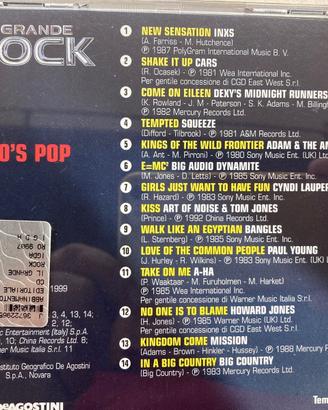 GRANDE
OCK
0'S POP
1 NEW SENSATION INXS
(A. Farriss - M. Hutchence)
℗ 1987 PolyGram International Music B. V.
2 SHAKE IT UP CARS
(R. Ocasek) - ℗ 1981 Wea International Inc.
Per gentile concessione di CGD East West S.r.l.
3 COME ON EILEEN DEXY'S MIDNIGHT RUNNERS
(K. Rowland - J. M - Paterson - S. K. Adams - M. Billing
℗ 1982 Mercury Records Ltd.
4 TEMPTED SQUEEZE
(Difford - Tilbrook) - ℗ 1981 A&M Records Ltd.
5 KINGS OF THE WILD FRONTIER ADAM & THE AN
(A. Ant - M. Pirroni) - ℗ 1980 Sony Music Ent. (UK) Ltd
6 E=MC² BIG AUDIO DYNAMITE
(M. Jones - D. Letts) - ℗ 1985 Sony Music Ent. Inc.
7 GIRLS JUST WANT TO HAVE FUN CYNDI LAUPER
(R. Hazard) - ℗ 1983 Sony Music Ent. Inc.
8 KISS ART OF NOISE & TOM JONES
(Prince) - ℗ 1992 China Records Ltd.
9 WALK LIKE AN EGYPTIAN BANGLES
(L. Sternberg) - ℗ 1985 Sony Music Ent. Inc.
10 LOVE OF THE COMMON PEOPLE PAUL YOUNG
(J. Hurley - R. Wilkins) - ℗ 1983 Sony Music Ent. (UK) Lt
11 TAKE ON ME A-HA
(P. Waaktaar - M. Furuholmen - M. Harket)
℗ 1985 Wea International Inc.
Per gentile concessione di Warner Music Italia S.r.l.
12 NO ONE IS TO BLAME HOWARD JONES
(H. Jones) - ℗ 1985 Warner Music (UK) Ltd.
Per gentile concessione di CGD East West S.r.l.
13 KINGDOM COME MISSION
(Adams - Brown - Hinkler - Hussey) - ℗ 1988 Mercury
14 IN A BIG COUNTRY BIG COUNTRY
(Big Country) - ℗ 1983 Mercury Records Ltd.
1999
3, 4, 13, 14;
2, 12;
c Entertainment (Italy) S.p.A.
9, 10; China Records Ltd. 8;
ner Music Italia S.r.l. 11
Istituto Geografico De Agostini
S.p.A., Novara
DEAGOSTINI
Tem